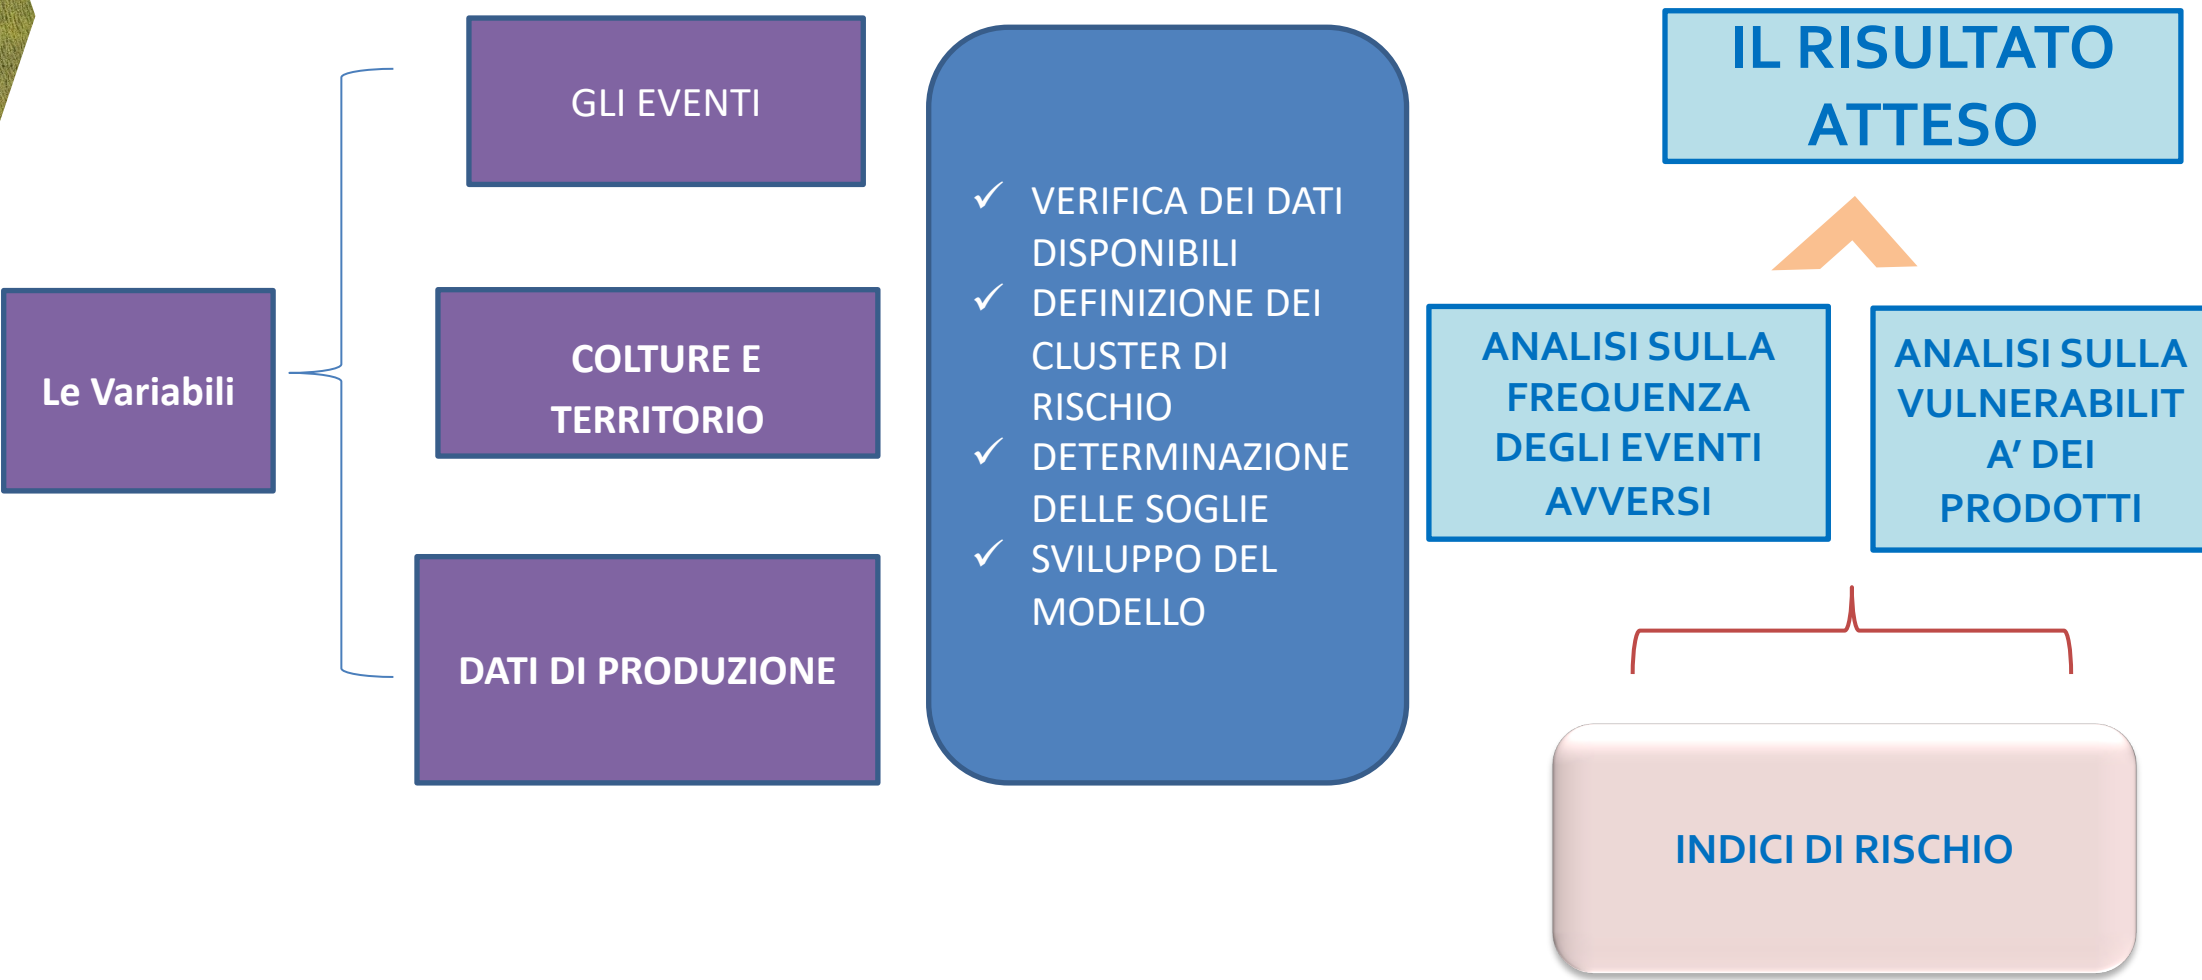 Le Variabili
GLI EVENTI
COLTURE E
TERRITORIO
DATI DI PRODUZIONE
✓ VERIFICA DEI DATI
DISPONIBILI
✓ DEFINIZIONE DEI
CLUSTER DI
RISCHIO
✓ DETERMINAZIONE
DELLE SOGLIE
✓ SVILUPPO DEL
MODELLO
IL RISULTATO
ATTESO
ANALISI SULLA
FREQUENZA
DEGLI EVENTI
AVVERSI
ANALISI SULLA
VULNERABILIT
A’ DEI
PRODOTTI
INDICI DI RISCHIO